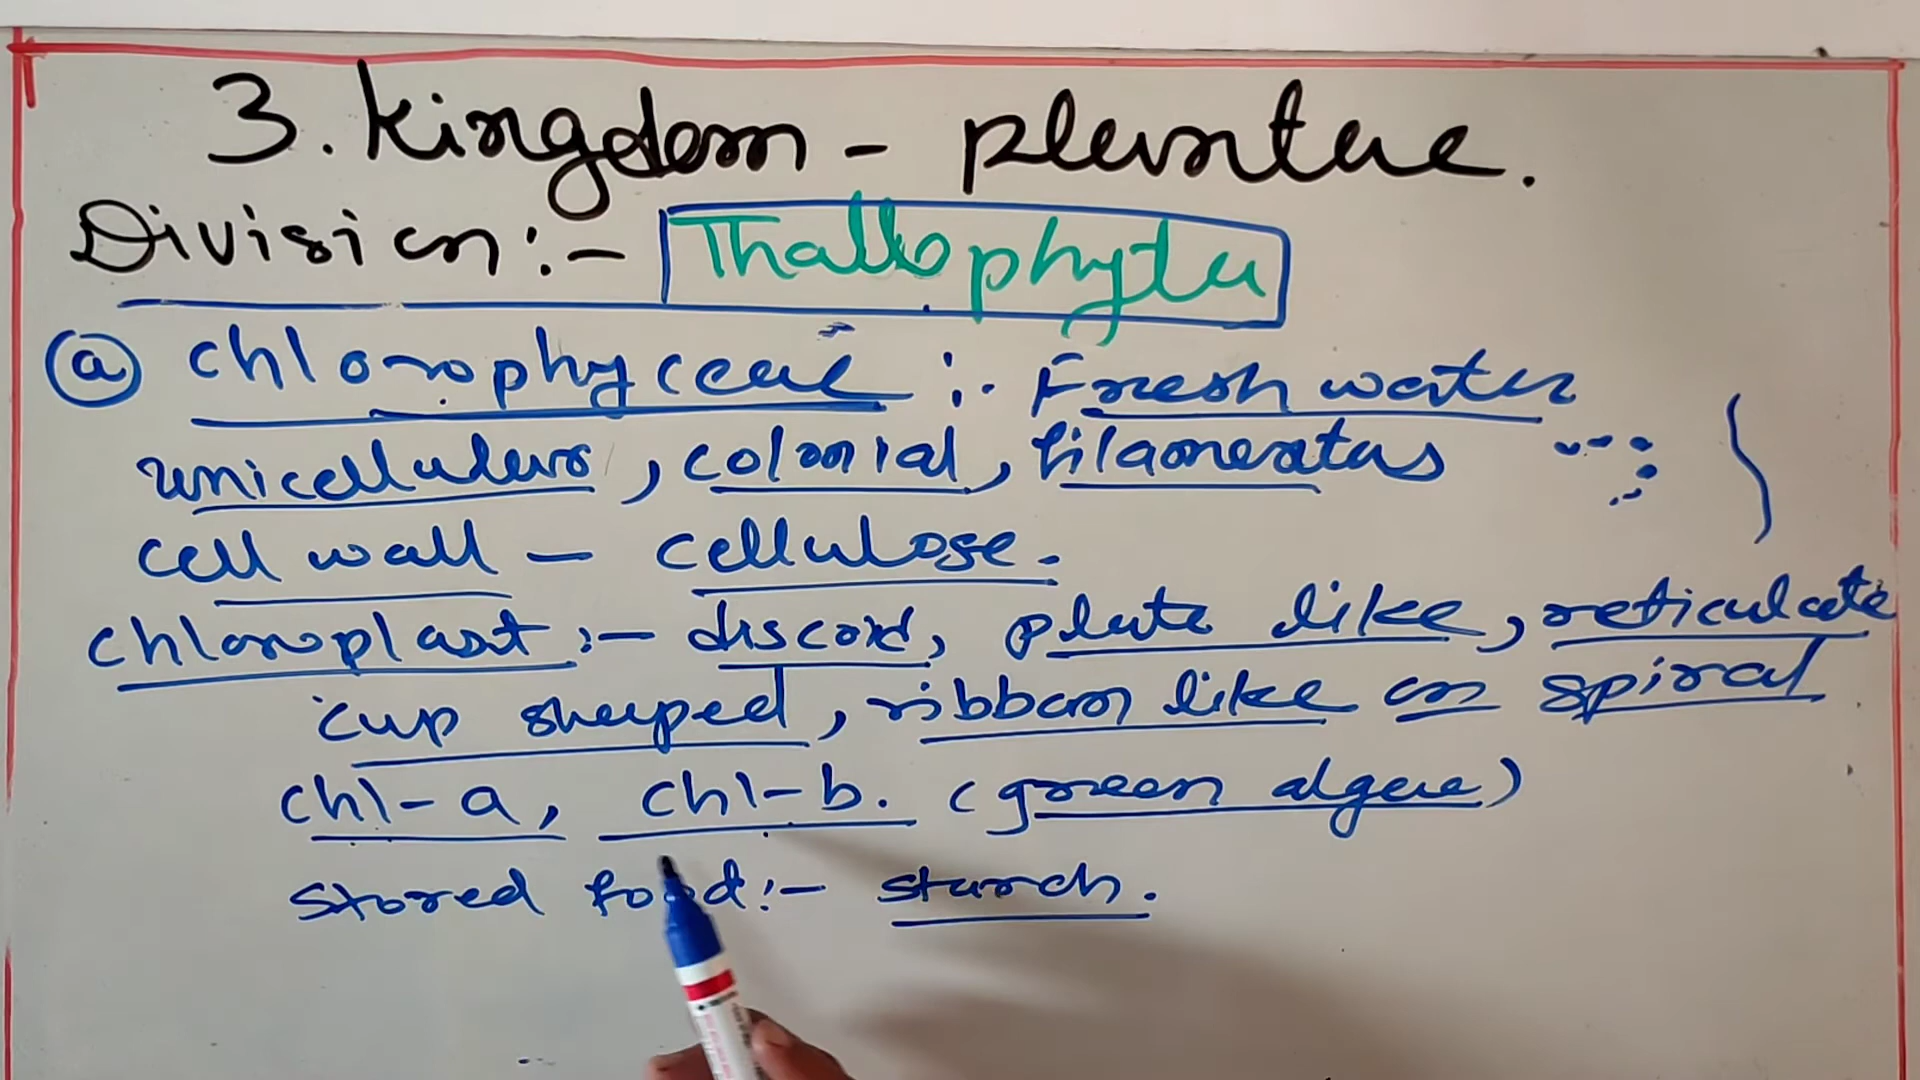 3. Kingdom - plantae.
Division :- Thallophyta
(a) chlorophyceae :- Fresh water
unicellular, colonial, filamentas
cell wall - cellulose.
chloroplast :- discoid, plate like, reticulate
cup shaped, ribbon like or spiral
chl-a, chl-b. (green algae)
stored food :- starch.